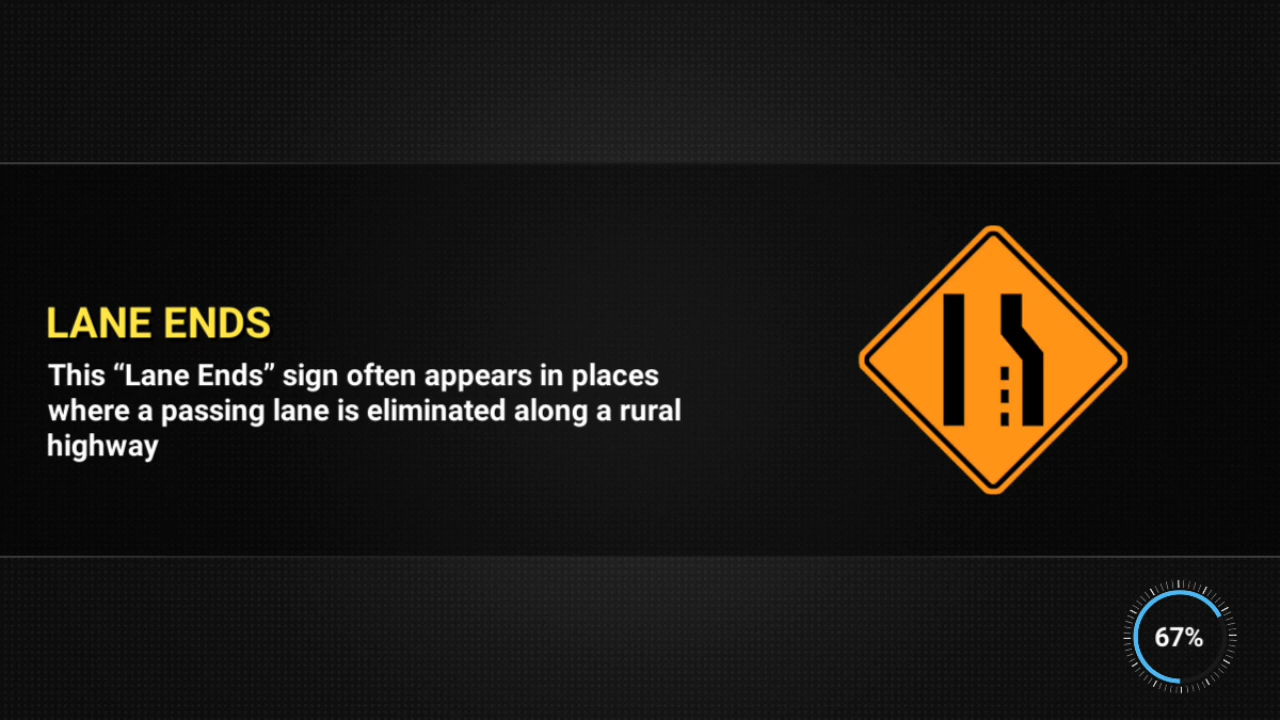 LANE ENDS
This “Lane Ends” sign often appears in places
where a passing lane is eliminated along a rural
highway
67%